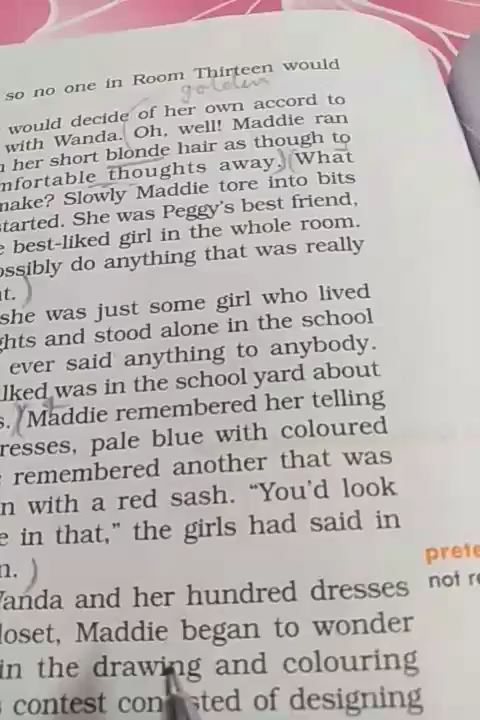 so no one in Room Thirteen would
golden
would decide of her own accord to
with Wanda. Oh, well! Maddie ran
her short blonde hair as though to
mfortable thoughts away. What
make? Slowly Maddie tore into bits
started. She was Peggy's best friend,
e best-liked girl in the whole room.
ossibly do anything that was really
t.
she was just some girl who lived
ghts and stood alone in the school
ever said anything to anybody.
lked was in the school yard about
s. Maddie remembered her telling
resses, pale blue with coloured
remembered another that was
n with a red sash. "You'd look
e in that," the girls had said in
n.
Wanda and her hundred dresses
loset, Maddie began to wonder
in the drawing and colouring
contest con sted of designing
prete
not re